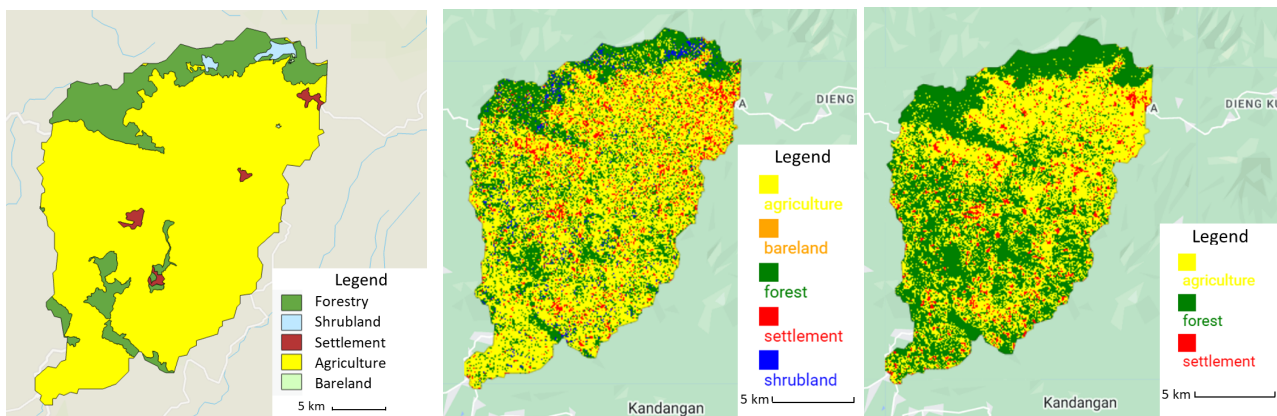 Legend
Forestry
Shrubland
Settlement
Agriculture
Bareland
5 km
A
DIENG
Legend
agriculture
bareland
forest
settlement
shrubland
5 km
Kandangan
A
DIENG KU
Legend
agriculture
forest
settlement
5 km
Kandangan